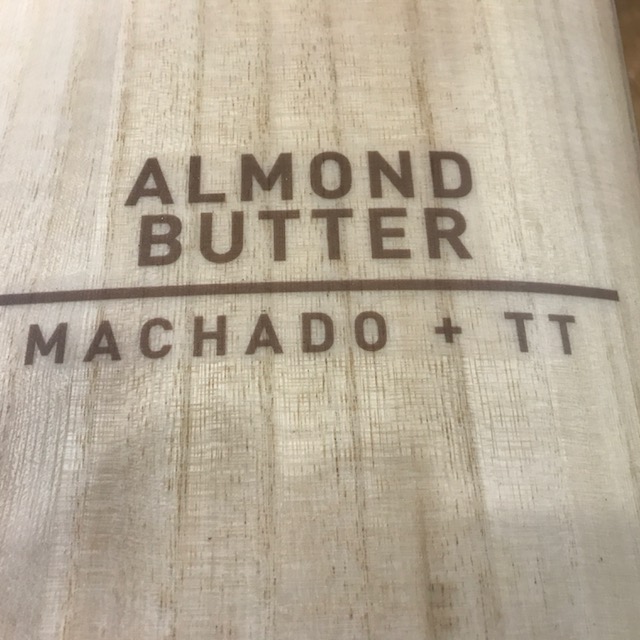 ALMOND
BUTTER
MACHADO + TT